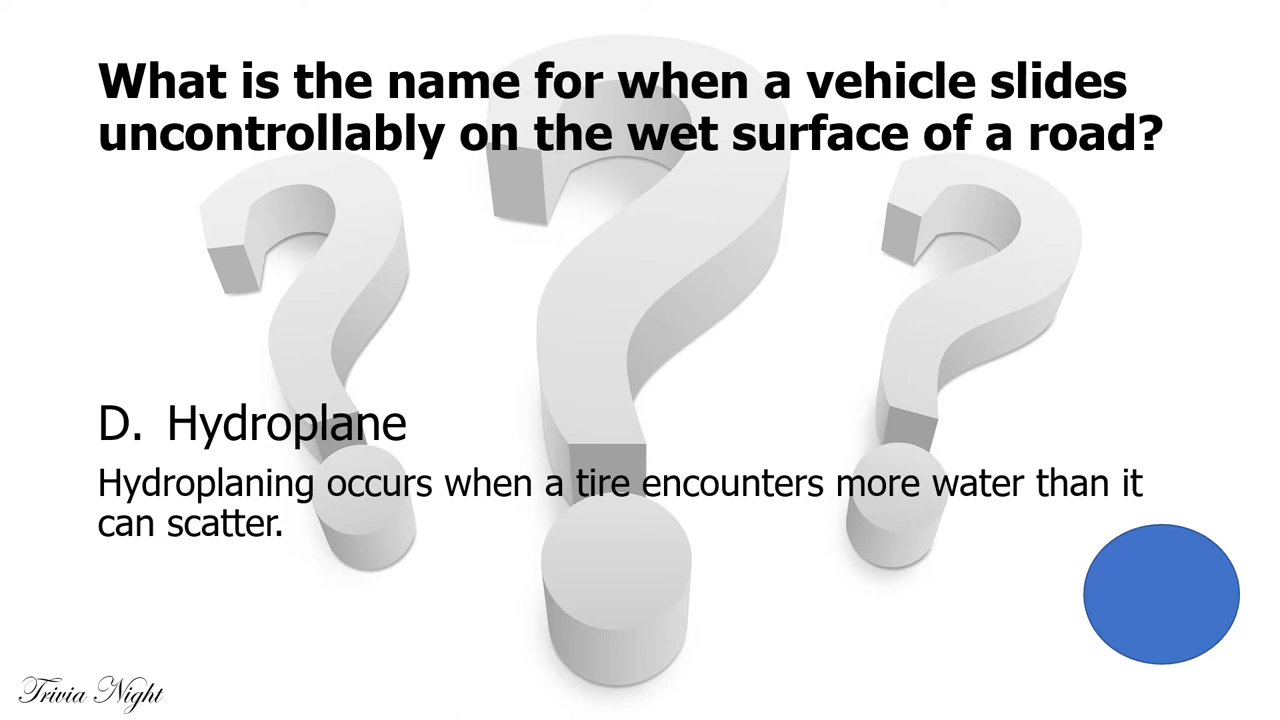 What is the name for when a vehicle slides
uncontrollably on the wet surface of a road?
D. Hydroplane
Hydroplaning occurs when a tire encounters more water than it
can scatter.
Trivia Night